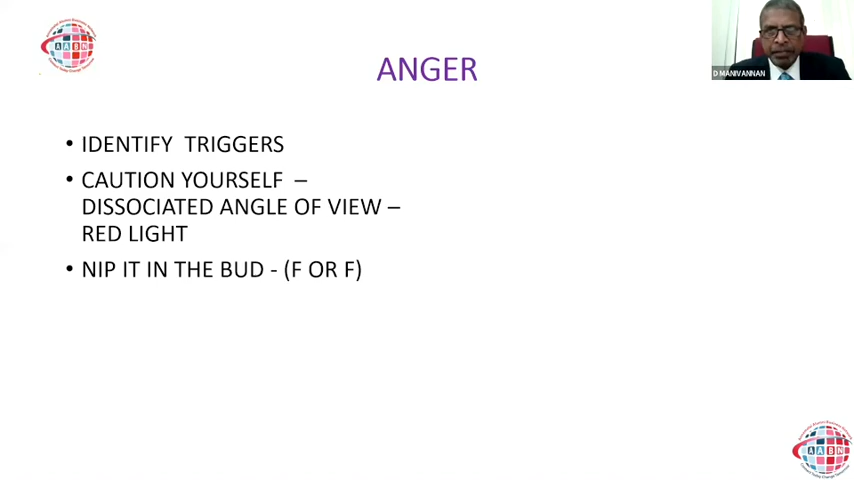 AABN
ANGER
D MANIVANNAN
• IDENTIFY TRIGGERS
• CAUTION YOURSELF –
DISSOCIATED ANGLE OF VIEW –
RED LIGHT
• NIP IT IN THE BUD - (F OR F)
AABN